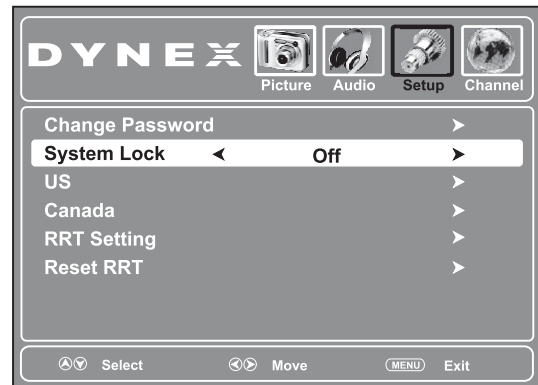 DYNEX
Picture Audio Setup Channel
Change Password
System Lock Off
US
Canada
RRT Setting
Reset RRT
Select Move MENU Exit